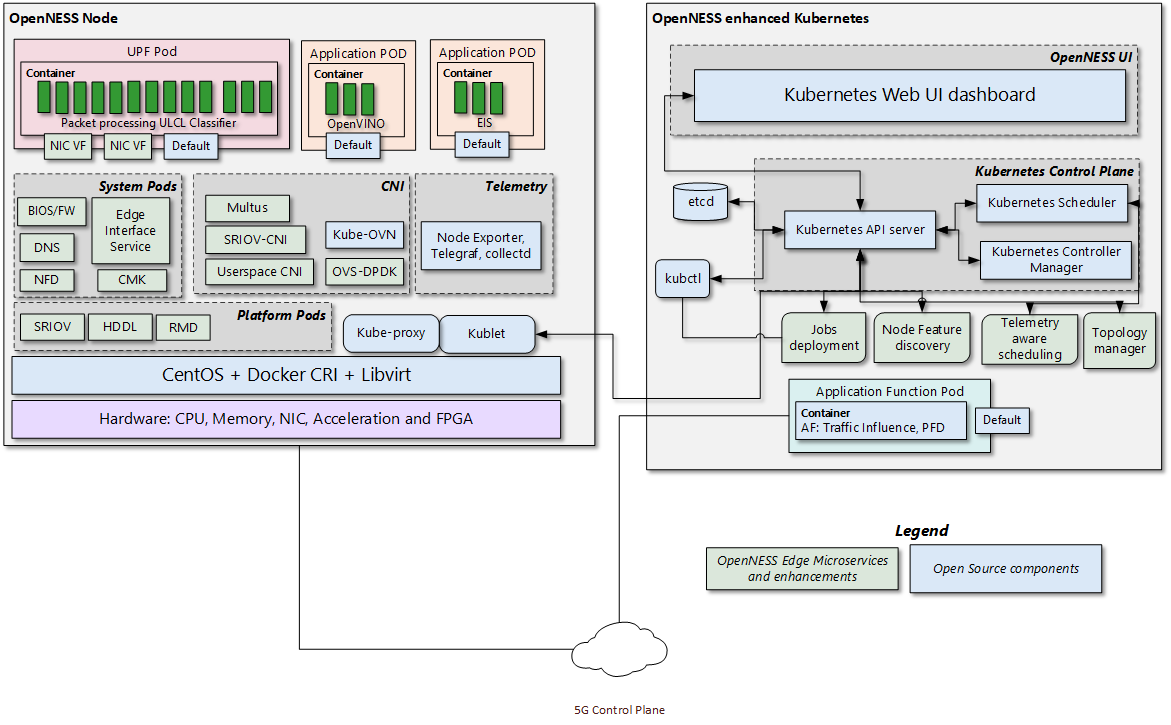 OpenNESS Node
UPF Pod
Container
Packet processing ULCL Classifier
NIC VF
NIC VF
Default
Application POD
Container
OpenVINO
Default
Application POD
Container
EIS
Default
System Pods
BIOS/FW
DNS
NFD
Edge
Interface
Service
CMK
CNI
Multus
SRIOV-CNI
Userspace CNI
Kube-OVN
OVS-DPDK
Telemetry
Node Exporter,
Telegraf, collectd
Platform Pods
SRIOV
HDDL
RMD
Kube-proxy
Kublet
CentOS + Docker CRI + Libvirt
Hardware: CPU, Memory, NIC, Acceleration and FPGA
OpenNESS enhanced Kubernetes
OpenNESS UI
Kubernetes Web UI dashboard
Kubernetes Control Plane
etcd
Kubernetes API server
Kubernetes Scheduler
Kubernetes Controller
Manager
kubctl
Jobs
deployment
Node Feature
discovery
Telemetry
aware
scheduling
Topology
manager
Application Function Pod
Container
AF: Traffic Influence, PFD
Default
Legend
OpenNESS Edge Microservices
and enhancements
Open Source components
5G Control Plane